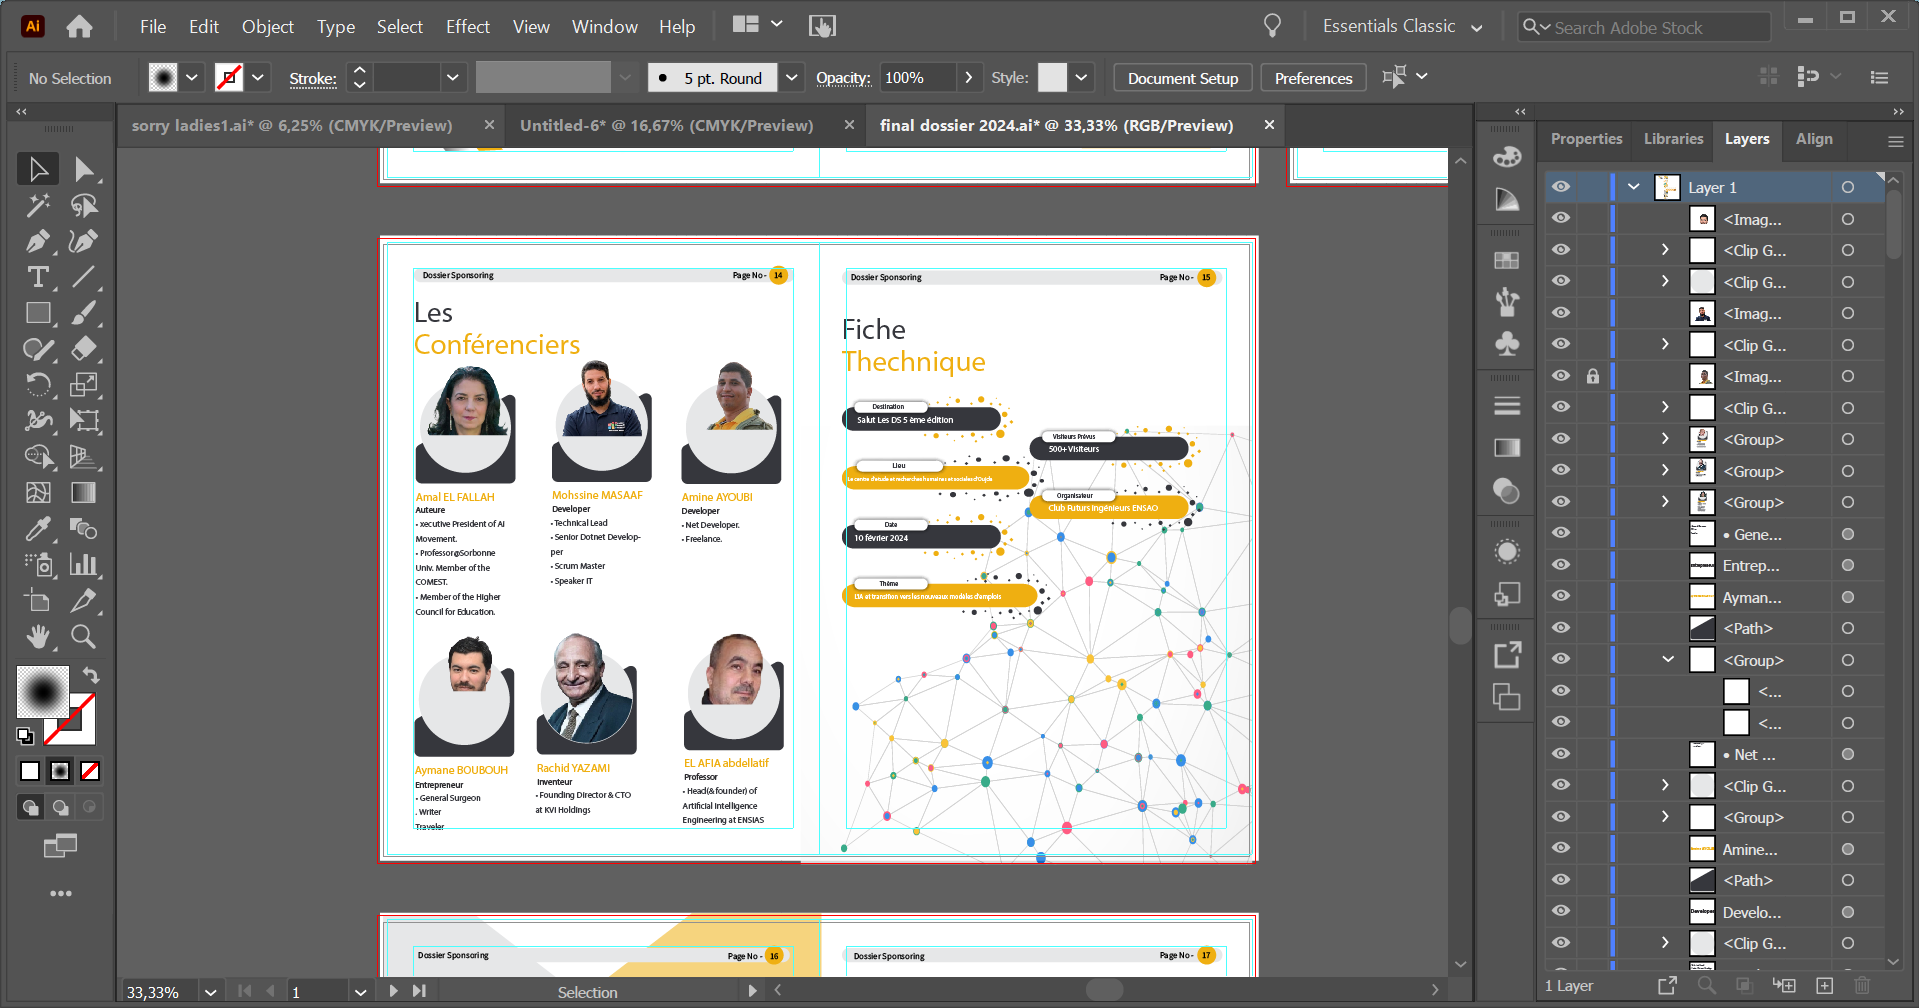 Ai File Edit Object Type Select Effect View Window Help
Essentials Classic
Search Adobe Stock
No Selection
Stroke:
5 pt. Round
Opacity: 100%
Style:
Document Setup
Preferences
sorry ladies1.ai* @ 6,25% (CMYK/Preview)
Untitled-6* @ 16,67% (CMYK/Preview)
final dossier 2024.ai* @ 33,33% (RGB/Preview)
Dossier Sponsoring
Page No - 14
Les
Conférenciers
Amal EL FALLAH
Auteure
• xecutive President of AI
Movement.
• Professor@Sorbonne
Univ. Member of the
COMEST.
• Member of the Higher
Council for Education.
Mohssine MASAAF
Developer
• Technical Lead
• Senior Dotnet Develop-
per
• Scrum Master
• Speaker IT
Amine AYOUBI
Developer
• Net Developer.
• Freelance.
Aymane BOUBOUH
Entrepreneur
• General Surgeon
. Writer
Traveler
Rachid YAZAMI
Inventeur
• Founding Director & CTO
at KVI Holdings
EL AFIA abdellatif
Professor
• Head(& founder) of
Artificial Intelligence
Engineering at ENSIAS
Dossier Sponsoring
Page No - 15
Fiche
Thechnique
Destination
Salut Les DS 5 ème édition
Visiteurs Prévus
500+ Visiteurs
Lieu
Le centre d'etude et recherches humaines et sociales d'Oujda
Organisateur
Club Futurs Ingénieurs ENSAO
Date
10 février 2024
Thème
L'IA et transition vers les nouveaux modèles d'emplois
Dossier Sponsoring
Page No - 16
Dossier Sponsoring
Page No - 17
Properties
Libraries
Layers
Align
Layer 1
<Imag...
<Clip G...
<Clip G...
<Imag...
<Clip G...
<Imag...
<Clip G...
<Group>
<Group>
<Group>
• Gene...
Entrep...
Ayman...
<Path>
<Group>
<...
<...
• Net ...
<Clip G...
<Group>
Amine...
<Path>
Develo...
<Clip G...
1 Layer
33,33%
1
Selection